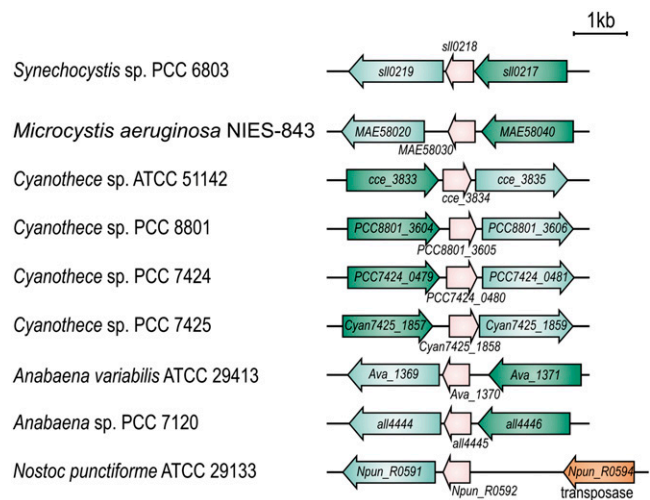 1kb
sll0218
Synechocystis sp. PCC 6803 sll0219 sll0217
Microcystis aeruginosa NIES-843 MAE58020 MAE58040
MAE58030
Cyanothece sp. ATCC 51142 cce_3833 cce_3835
cce_3834
Cyanothece sp. PCC 8801 PCC8801_3604 PCC8801_3606
PCC8801_3605
Cyanothece sp. PCC 7424 PCC7424_0479 PCC7424_0481
PCC7424_0480
Cyanothece sp. PCC 7425 Cyan7425_1857 Cyan7425_1859
Cyan7425_1858
Anabaena variabilis ATCC 29413 Ava_1369 Ava_1371
Ava_1370
Anabaena sp. PCC 7120 all4444 all4446
all4445
Nostoc punctiforme ATCC 29133 Npun_R0591 Npun_R0594
Npun_R0592 transposase